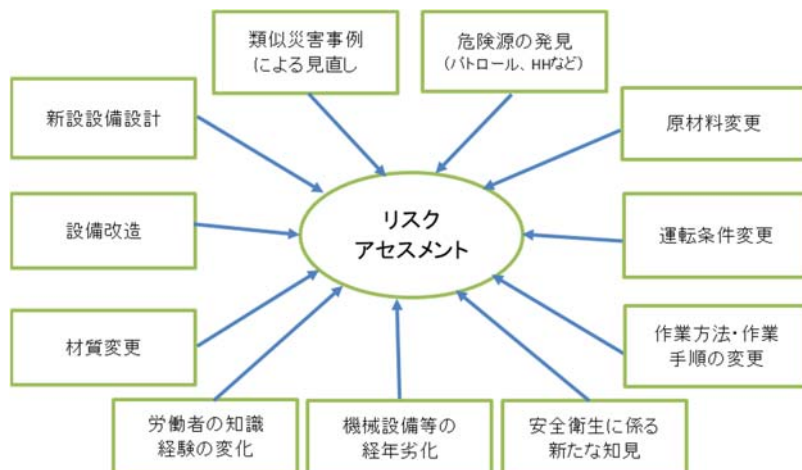 類似災害事例
による見直し
危険源の発見
(パトロール、HHなど)
新設設備設計
原材料変更
リスク
アセスメント
設備改造
運転条件変更
材質変更
作業方法・作業
手順の変更
労働者の知識
経験の変化
機械設備等の
経年劣化
安全衛生に係る
新たな知見